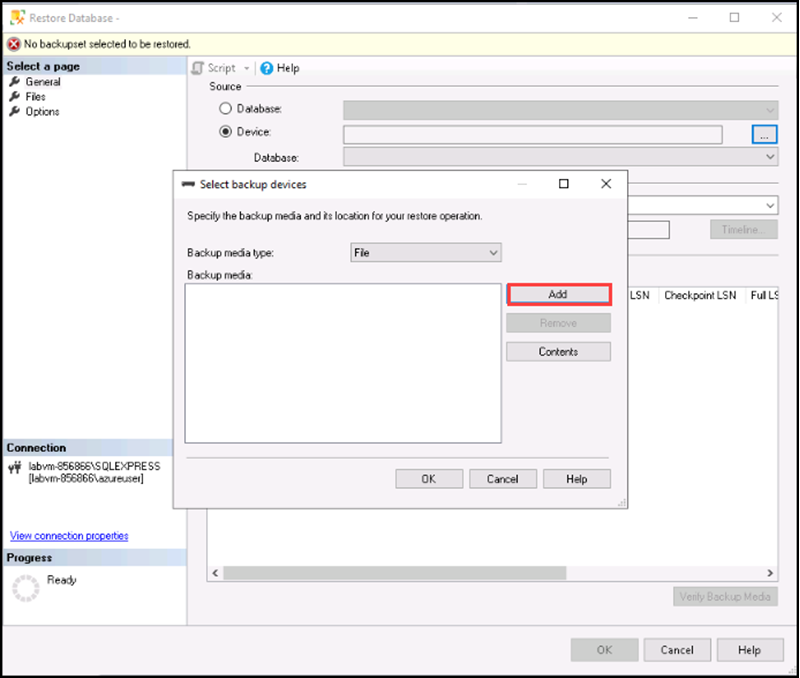 Restore Database -
No backupset selected to be restored.
Select a page
General
Files
Options
Script
Help
Source
Database:
Device:
...
Database:
Select backup devices
Specify the backup media and its location for your restore operation.
Backup media type:
File
Backup media:
Add
Remove
Contents
OK
Cancel
Help
Timeline...
LSN
Checkpoint LSN
Full LS
Connection
labvm-856866\SQLEXPRESS
[labvm-856866\azureuser]
View connection properties
Progress
Ready
Verify Backup Media
OK
Cancel
Help